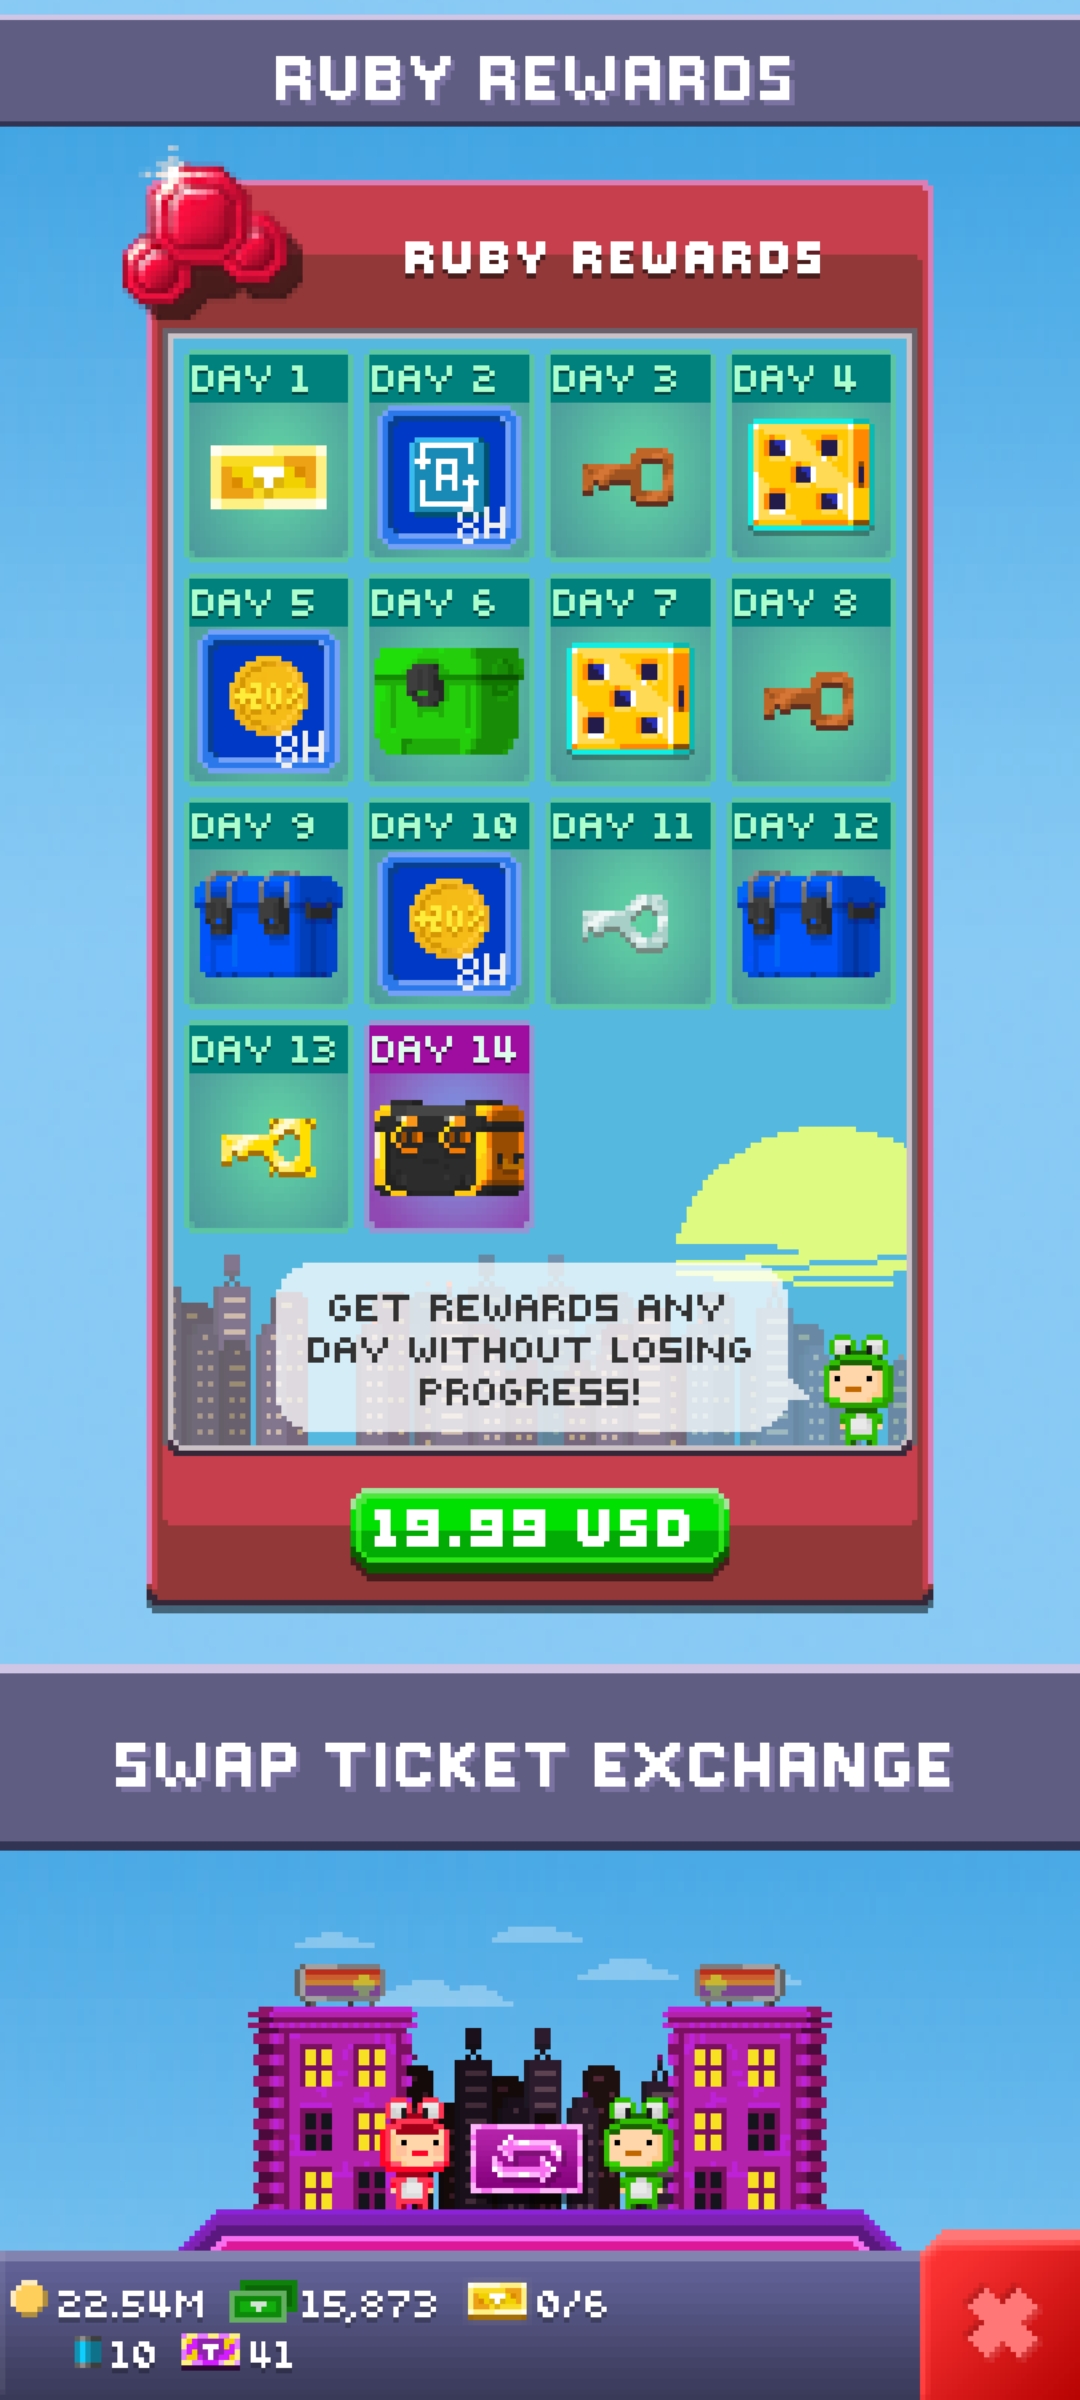 RUBY REWARDS
RUBY REWARDS
DAY 1
DAY 2
DAY 3
DAY 4
A
8H
DAY 5
DAY 6
DAY 7
DAY 8
+20%
8H
DAY 9
DAY 10
DAY 11
DAY 12
+20%
8H
DAY 13
DAY 14
GET REWARDS ANY
DAY WITHOUT LOSING
PROGRESS!
19.99 USD
SWAP TICKET EXCHANGE
22.54M 15,873 0/6
10 T 41